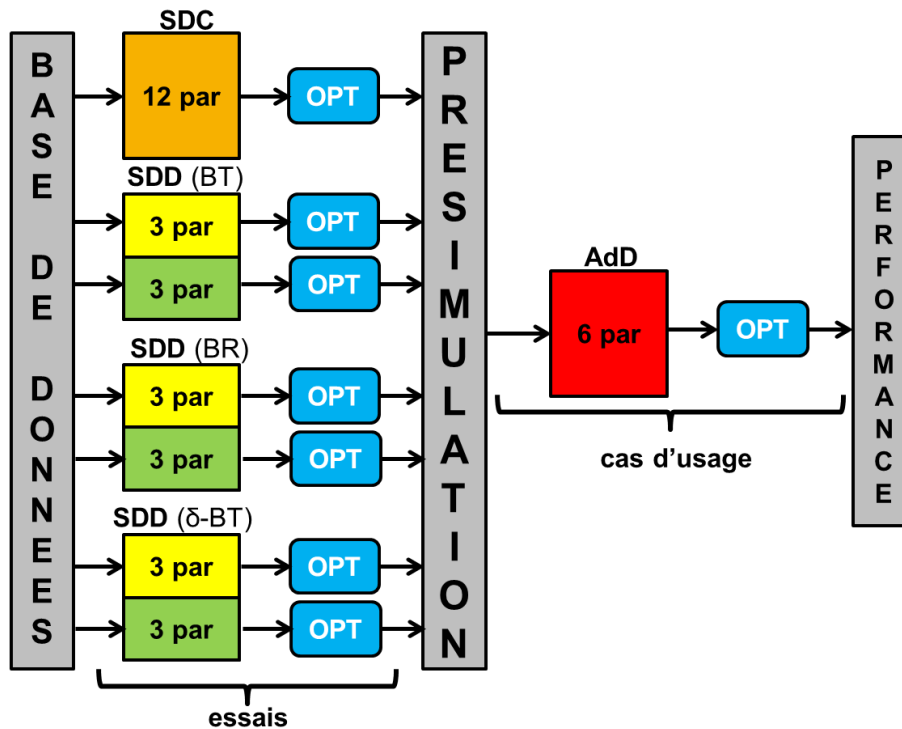 BASE DE DONNEES
SDC
12 par
OPT
SDD (BT)
3 par
OPT
3 par
OPT
SDD (BR)
3 par
OPT
3 par
OPT
SDD (δ-BT)
3 par
OPT
3 par
OPT
essais
PRESIMULATION
AdD
6 par
OPT
cas d'usage
PERFORMANCE